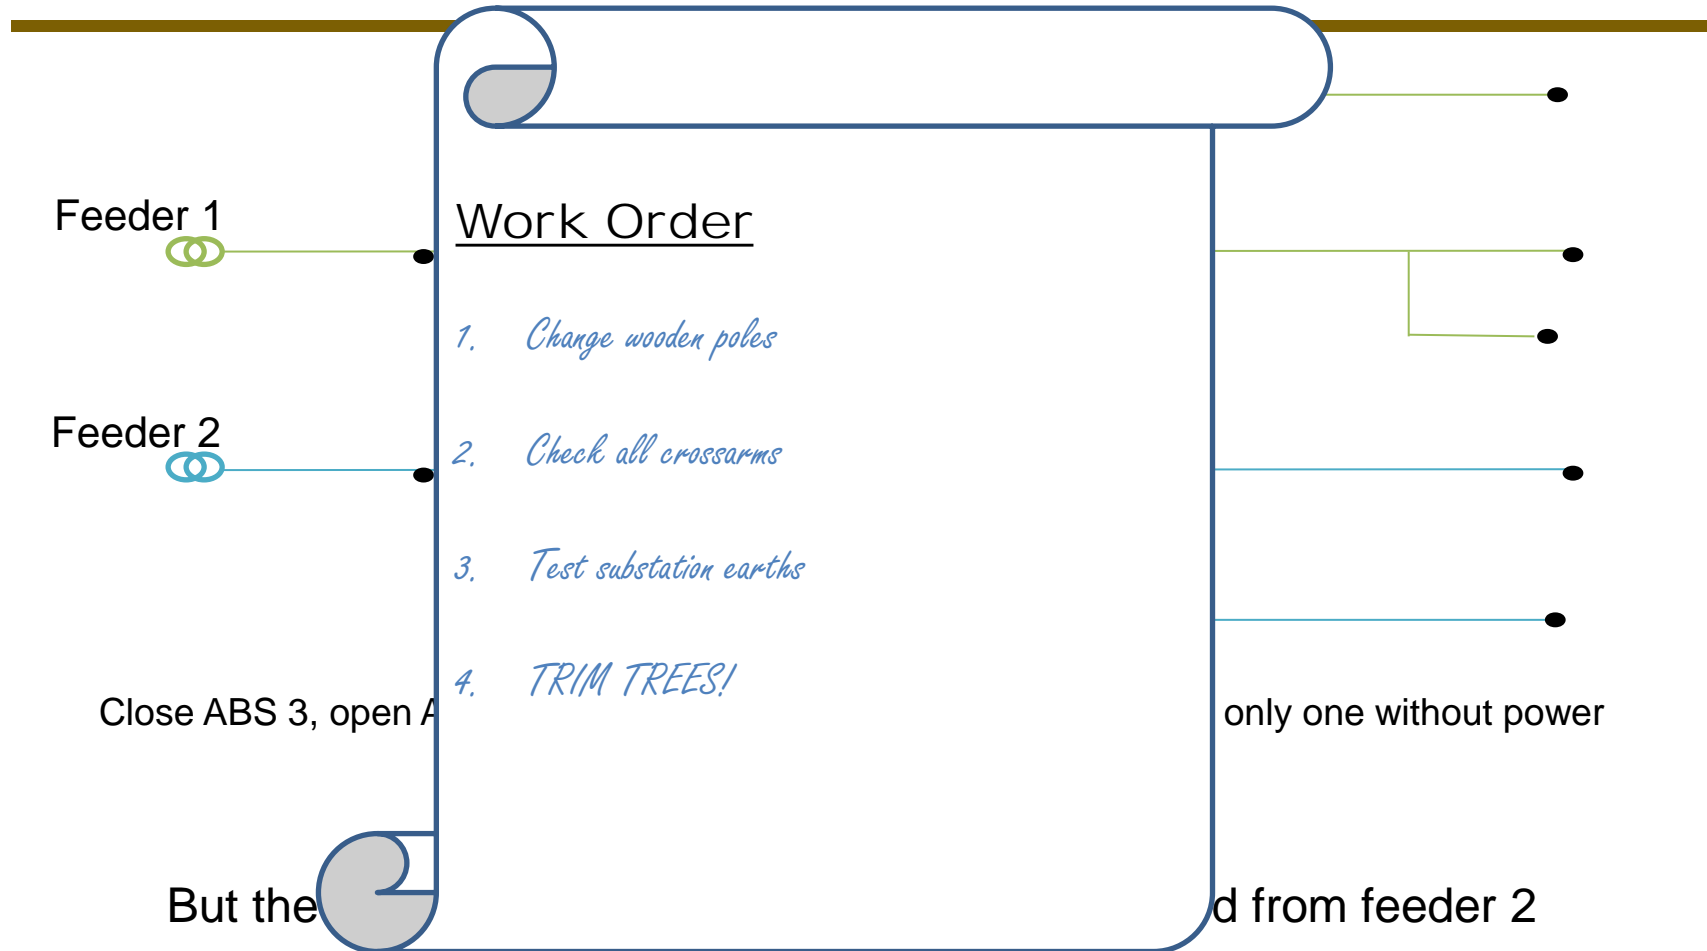 Feeder 1
Work Order
1. Change wooden poles
Feeder 2
2. Check all crossarms
3. Test substation earths
4. TRIM TREES!
Close ABS 3, open only one without power
But the from feeder 2